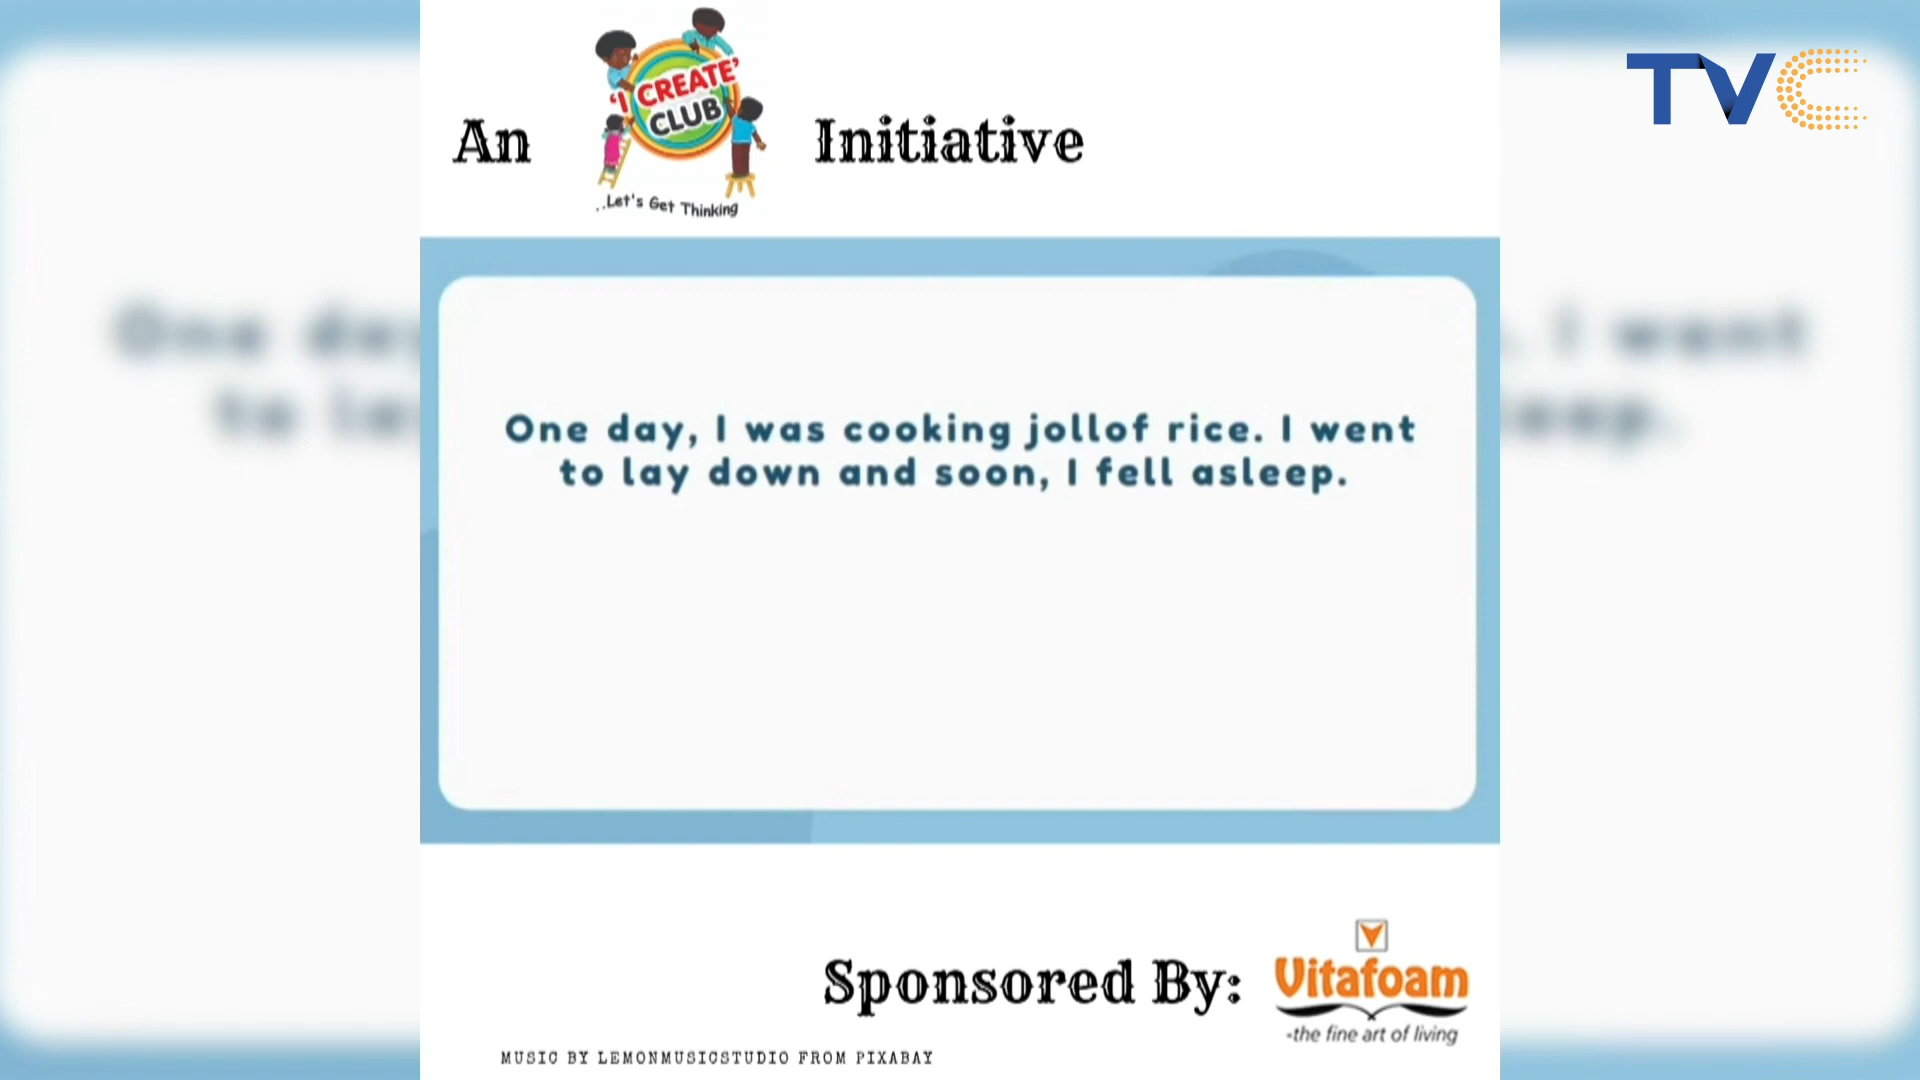 An
'I CREATE'
CLUB
..Let's Get Thinking
Initiative
TVC
One day, I was cooking jollof rice. I went
to lay down and soon, I fell asleep.
Sponsored By:
Vitafoam
-the fine art of living
MUSIC BY LEMONMUSICSTUDIO FROM PIXABAY